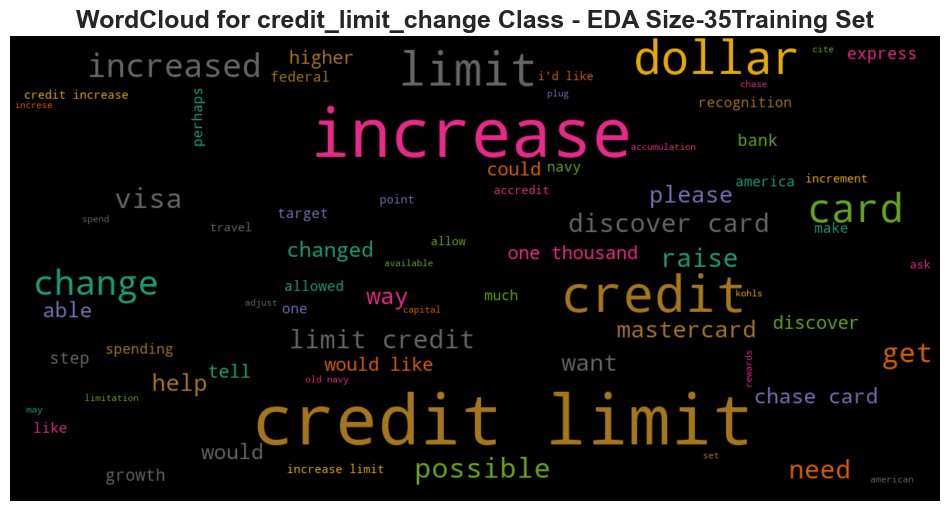 WordCloud for credit_limit_change Class - EDA Size-35Training Set
increased
higher
federal
limit
i'd like
plug
dollar
cite
express
chase
recognition
credit increase
increse
perhaps
increase
accumulation
bank
could
navy
accredit
america
increment
visa
spend
travel
target
point
please
discover card
card
make
changed
allow
available
one thousand
raise
ask
change
able
allowed
adjust
one
way
capital
much
credit
kohls
mastercard
discover
step
spending
limit credit
want
get
help
tell
would like
old navy
rewards
chase card
limitation
may
like
credit limit
would
set
growth
increase limit
possible
need
american